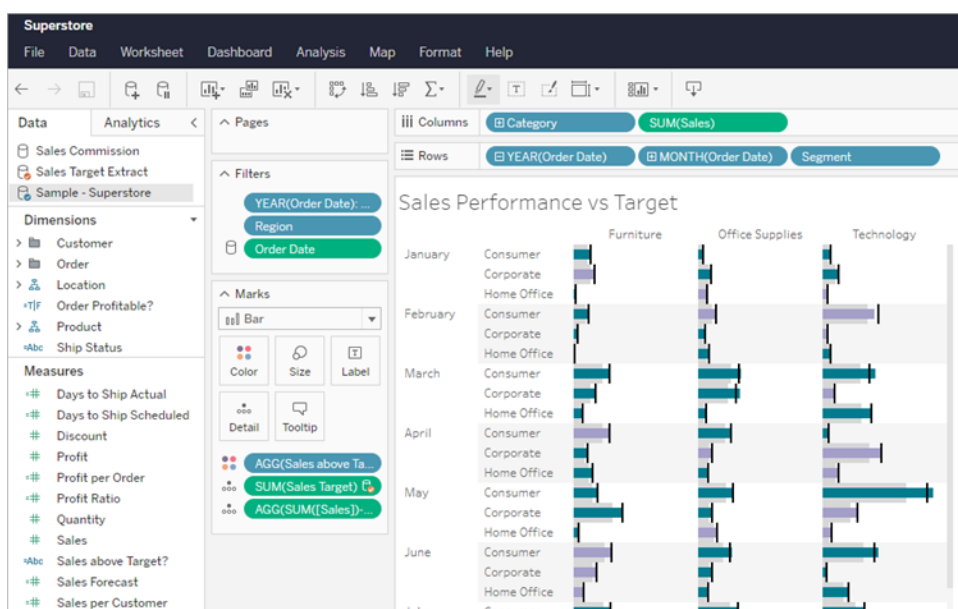 Superstore
File Data Worksheet Dashboard Analysis Map Format Help
Data Analytics
Sales Commission
Sales Target Extract
Sample - Superstore
Dimensions
Customer
Order
Location
Order Profitable?
Product
Abc Ship Status
Measures
Days to Ship Actual
Days to Ship Scheduled
Discount
Profit
Profit per Order
Profit Ratio
Quantity
Sales
Abc Sales above Target?
Sales Forecast
Sales per Customer
Pages
Filters
YEAR(Order Date): ...
Region
Order Date
Marks
Bar
Color Size Label
Detail Tooltip
AGG(Sales above Ta...
SUM(Sales Target)
AGG(SUM([Sales])-...
Columns Category SUM(Sales)
Rows YEAR(Order Date) MONTH(Order Date) Segment
Sales Performance vs Target
Furniture Office Supplies Technology
January Consumer
Corporate
Home Office
February Consumer
Corporate
Home Office
March Consumer
Corporate
Home Office
April Consumer
Corporate
Home Office
May Consumer
Corporate
Home Office
June Consumer
Corporate
Home Office